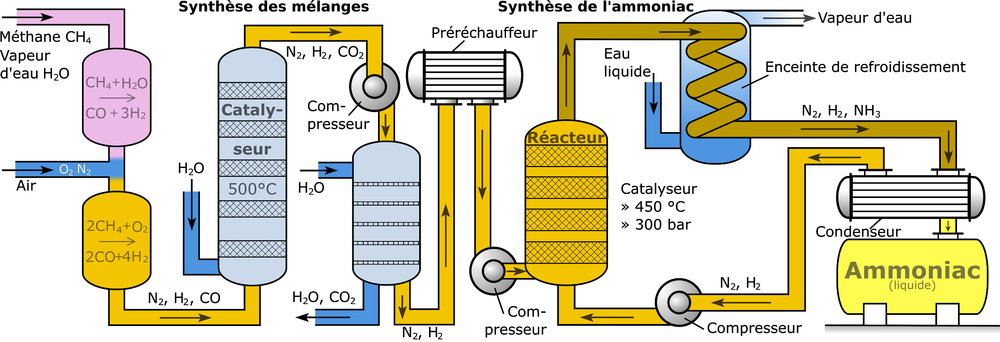 Synthèse des mélanges
Synthèse de l'ammoniac
Méthane CH₄
Vapeur
d'eau H₂O
CH₄+H₂O
CO +3H₂
O₂ N₂
Air
2CH₄+O₂
2CO+4H₂
N₂, H₂, CO
H₂O
Cataly-
seur
500°C
N₂, H₂, CO₂
Com-
presseur
H₂O
H₂O, CO₂
N₂, H₂
Préréchauffeur
Com-
presseur
Réacteur
Catalyseur
» 450 °C
» 300 bar
Eau
liquide
Vapeur d'eau
Enceinte de refroidissement
N₂, H₂, NH₃
Condenseur
Ammoniac
(liquide)
N₂, H₂
Compresseur